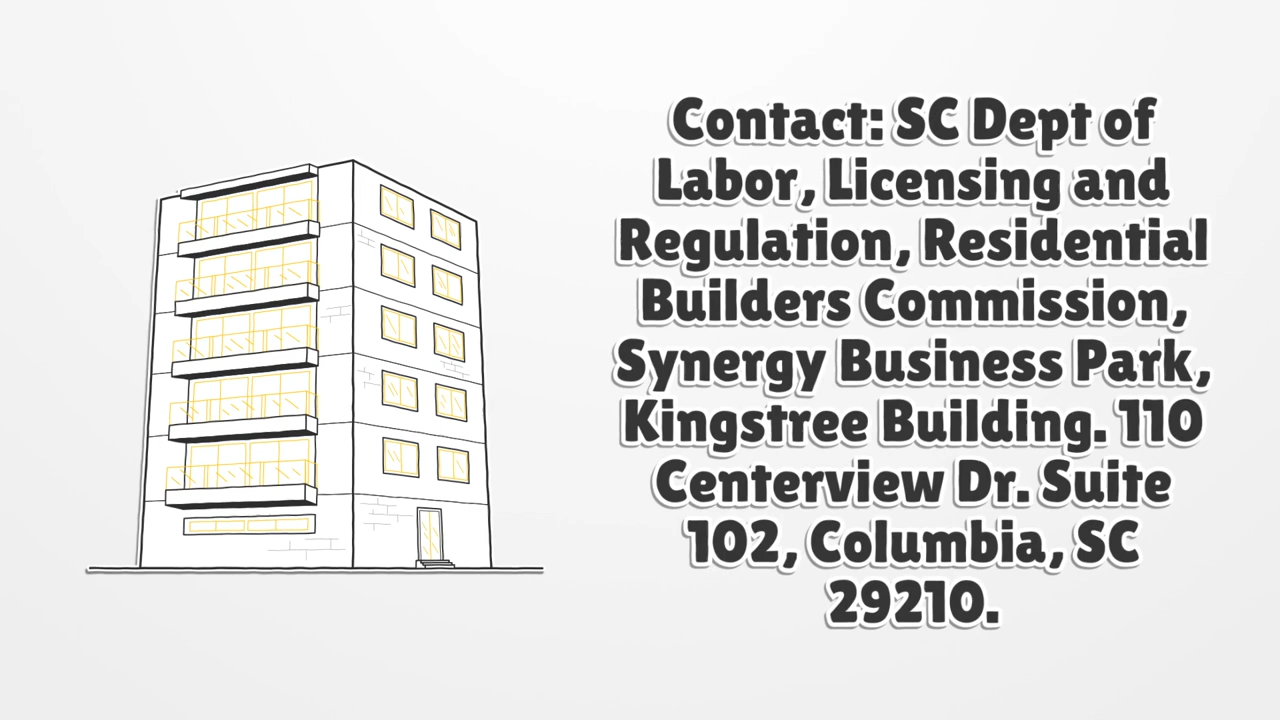 Contact: SC Dept of
Labor, Licensing and
Regulation, Residential
Builders Commission,
Synergy Business Park,
Kingstree Building. 110
Centerview Dr. Suite
102, Columbia, SC
29210.